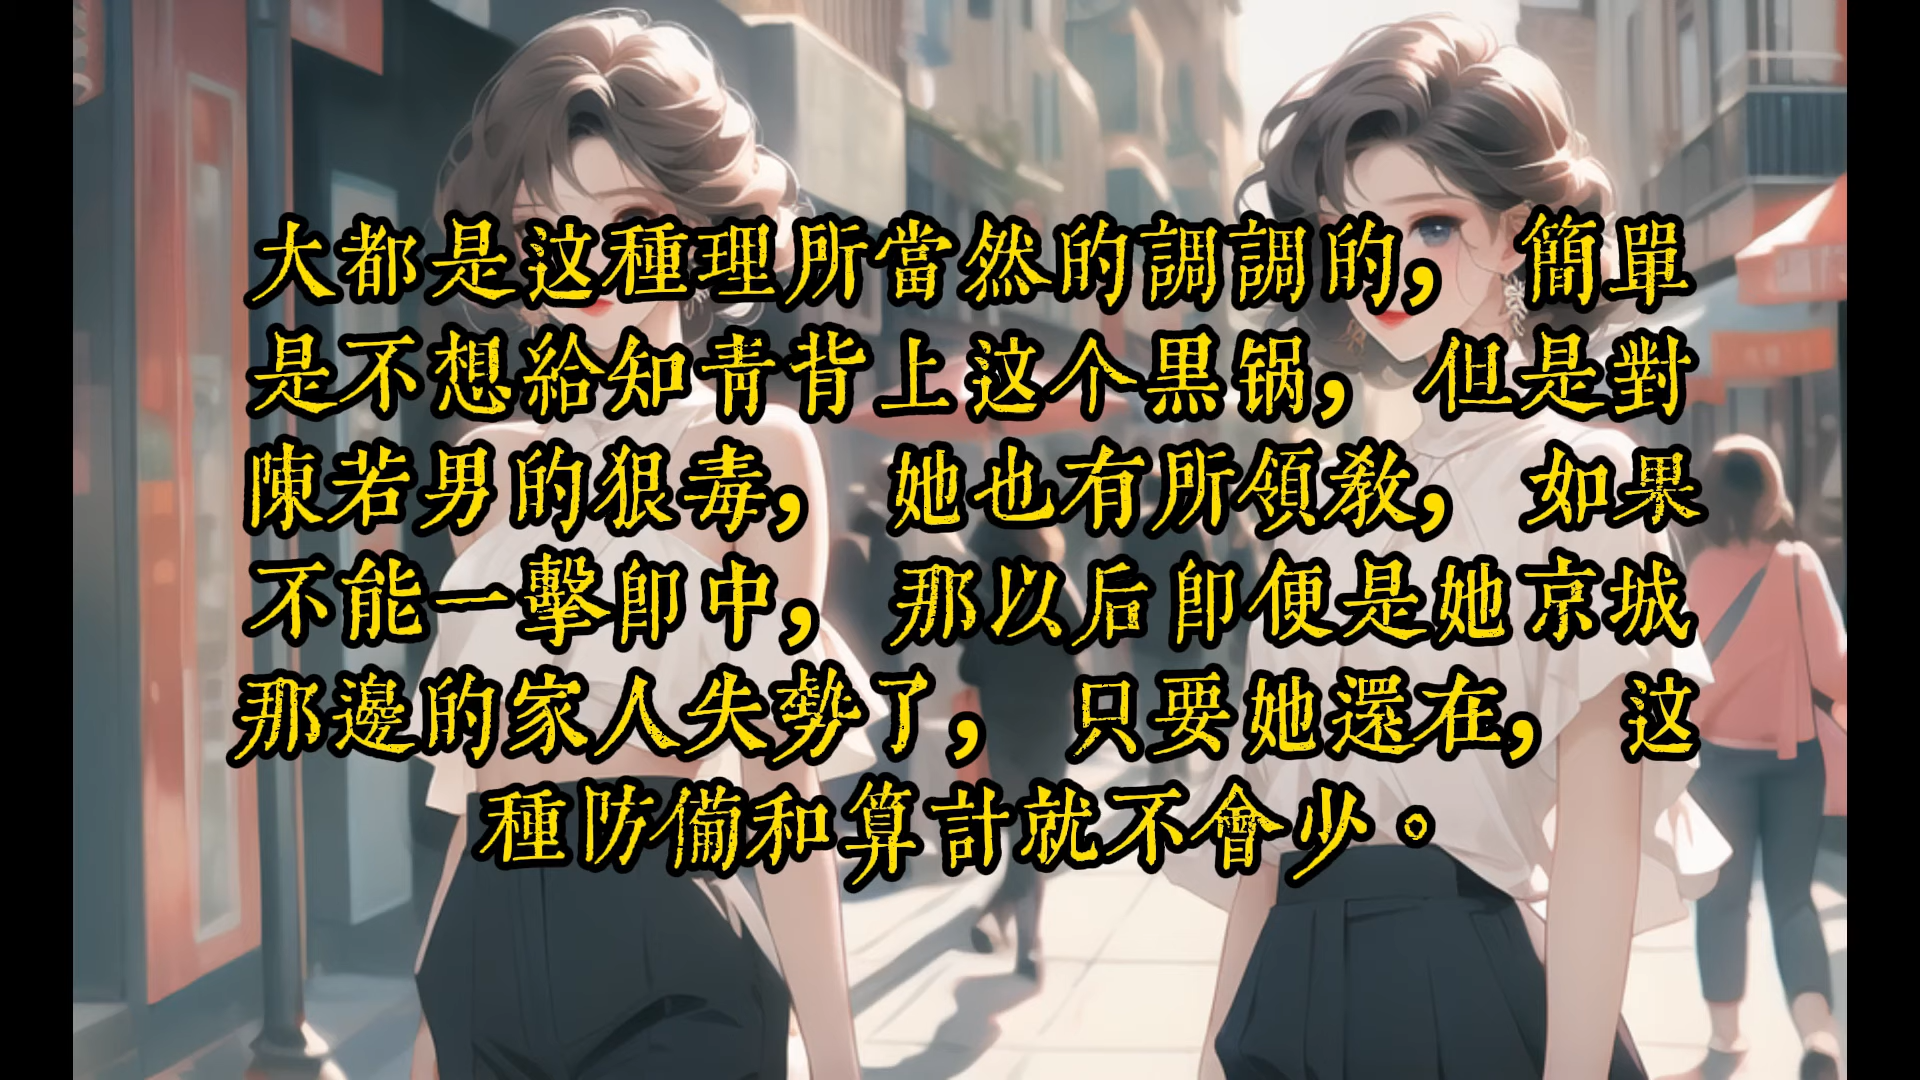 大都是这種理所當然的調調的，簡單
是不想給知青背上这个黑锅，但是對
陳若男的狠毒，她也有所領教，如果
不能一擊即中，那以后即便是她京城
那邊的家人失勢了，只要她還在，这
種防備和算計就不會少。